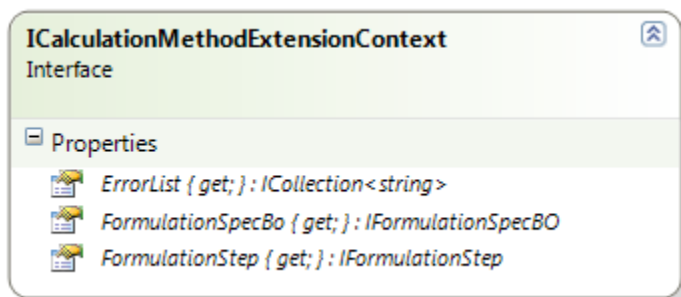 ICalculationMethodExtensionContext
Interface
Properties
ErrorList { get; } : ICollection<string>
FormulationSpecBo { get; } : IFormulationSpecBO
FormulationStep { get; } : IFormulationStep